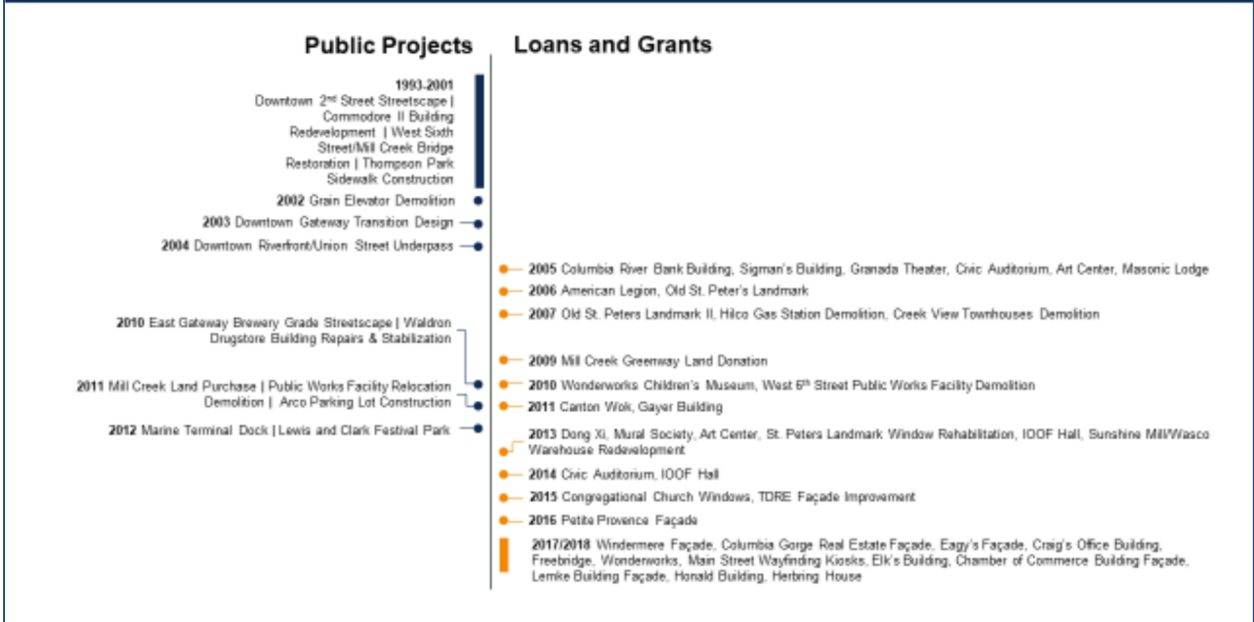 Public Projects
Loans and Grants
1993-2001
Downtown 2nd Street Streetscape |
Commodore II Building
Redevelopment | West Sixth
Street/Mill Creek Bridge
Restoration | Thompson Park
Sidewalk Construction
2002 Grain Elevator Demolition
2003 Downtown Gateway Transition Design
2004 Downtown Riverfront/Union Street Underpass
2005 Columbia River Bank Building, Sigman's Building, Granada Theater, Civic Auditorium, Art Center, Masonic Lodge
2006 American Legion, Old St. Peter's Landmark
2007 Old St. Peters Landmark II, Hilco Gas Station Demolition, Creek View Townhouses Demolition
2010 East Gateway Brewery Grade Streetscape | Waldron
Drugstore Building Repairs & Stabilization
2009 Mill Creek Greenway Land Donation
2011 Mill Creek Land Purchase | Public Works Facility Relocation
Demolition | Arco Parking Lot Construction
2010 Wonderworks Children's Museum, West 6th Street Public Works Facility Demolition
2011 Canton Wok, Gayer Building
2012 Marine Terminal Dock | Lewis and Clark Festival Park
2013 Dong Xi, Mural Society, Art Center, St. Peters Landmark Window Rehabilitation, IOOF Hall, Sunshine Mill/Wasco
Warehouse Redevelopment
2014 Civic Auditorium, IOOF Hall
2015 Congregational Church Windows, TDRE Façade Improvement
2016 Petite Provence Façade
2017/2018 Windermere Façade, Columbia Gorge Real Estate Façade, Eagy's Façade, Craig's Office Building,
Freebridge, Wonderworks, Main Street Wayfinding Kiosks, Elk's Building, Chamber of Commerce Building Façade,
Lemke Building Façade, Honald Building, Herbring House